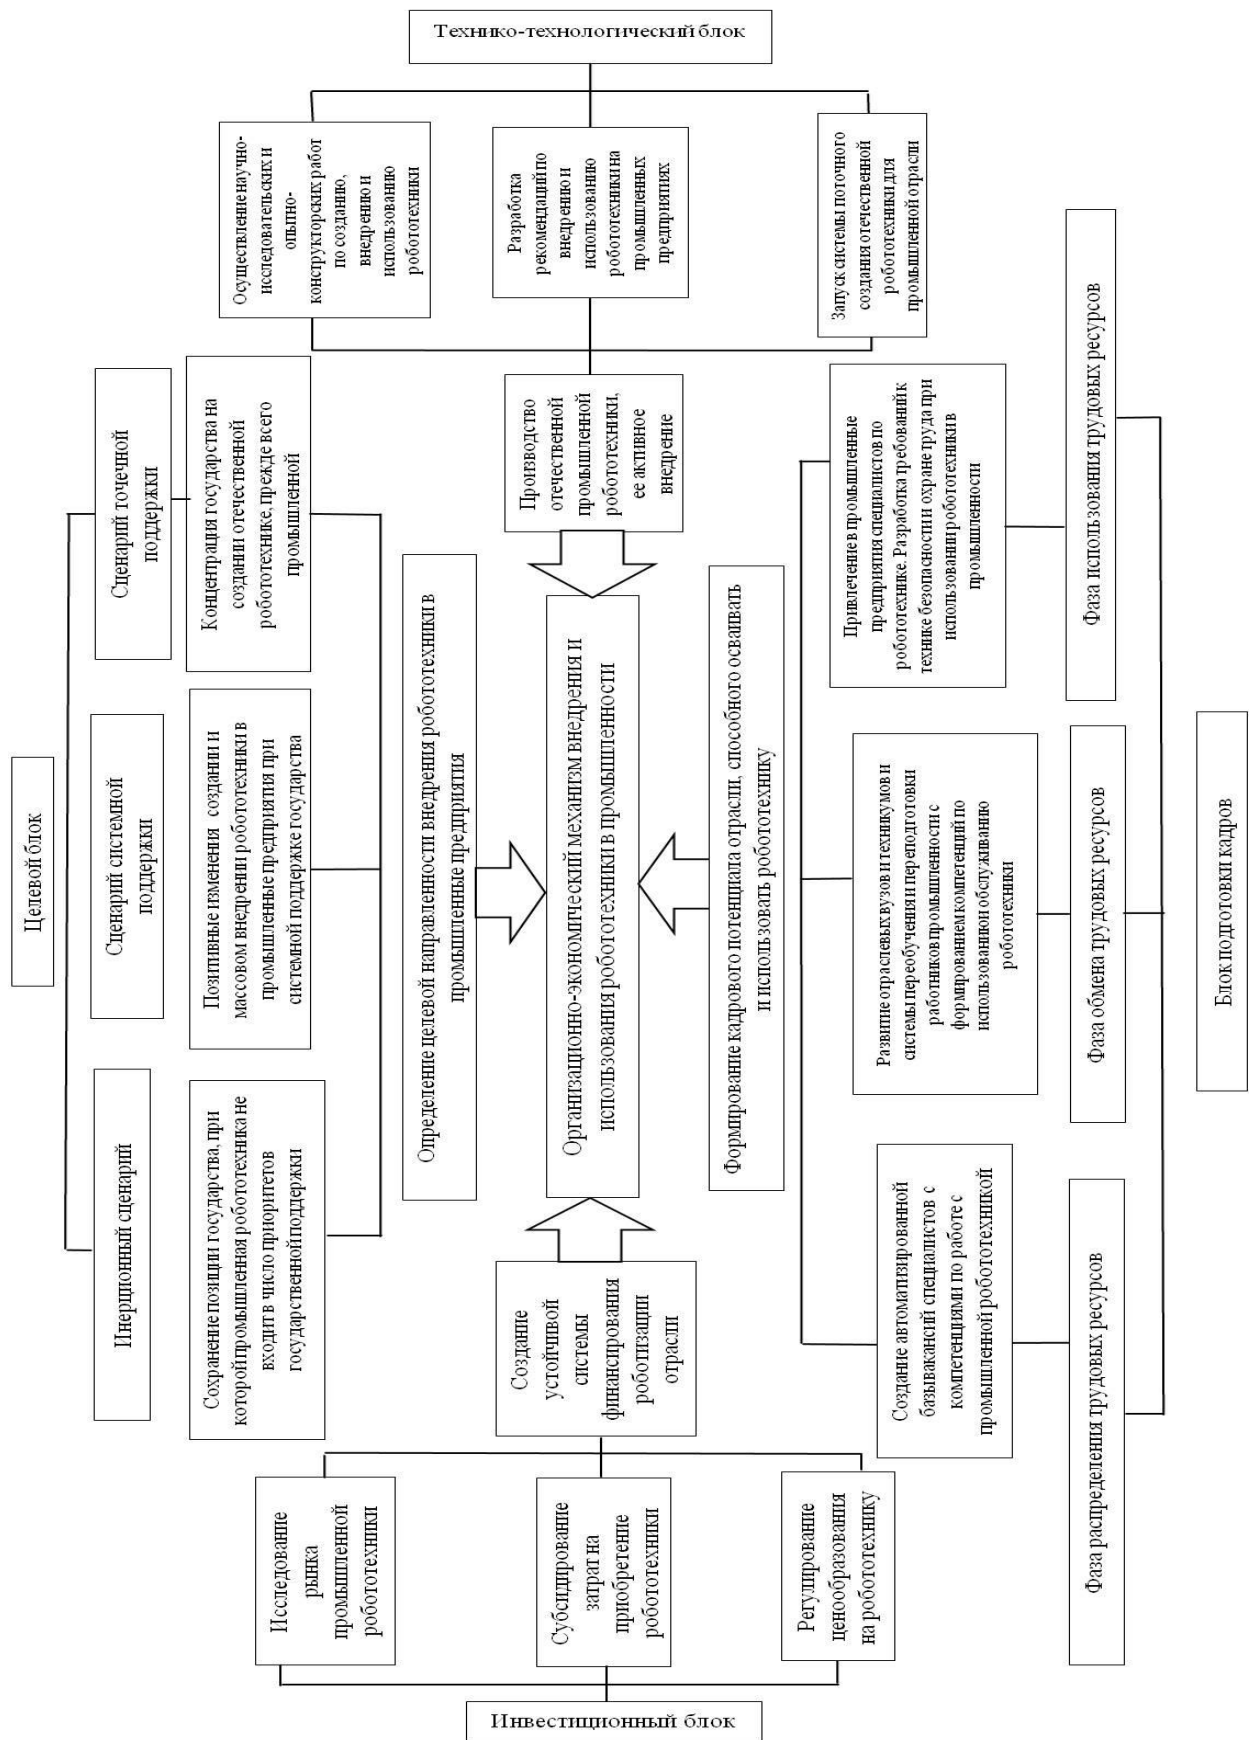 Технико-технологический блок
Осуществление научно-
исследовательских и
опытно-
конструкторских работ
по созданию,
внедрению и
использованию
робототехники
Разработка
рекомендаций по
внедрению и
использованию
робототехники на
промышленных
предприятиях
Запуск системы поточного
создания отечественной
робототехники для
промышленной отрасли
Производство
отечественной
промышленной
робототехники,
ее активное
внедрение
Целевой блок
Инерционный сценарий
Сценарий системной
поддержки
Сценарий точечной
поддержки
Сохранение позиции государства, при
которой промышленная робототехника не
входит в число приоритетов
государственной поддержки
Позитивные изменения создании и
массовом внедрении робототехники в
промышленные предприятия при
системной поддержке государства
Концентрация государства на
создании отечественной
робототехнике, прежде всего
промышленной
Определение целевой направленности внедрения робототехники в
промышленные предприятия
Организационно-экономический механизм внедрения и
использования робототехники в промышленности
Формирование кадрового потенциала отрасли, способного осваивать
и использовать робототехнику
Создание автоматизированной
базы вакансий специалистов с
компетенциями по работе с
промышленной робототехникой
Развитие отраслевых вузов и техникумов и
системы переобучения и переподготовки
работников промышленности с
формированием компетенций по
использованию и обслуживанию
робототехники
Привлечение в промышленные
предприятия специалистов по
робототехнике. Разработка требований к
технике безопасности и охране труда при
использовании робототехники в
промышленности
Фаза распределения трудовых ресурсов
Фаза обмена трудовых ресурсов
Фаза использования трудовых ресурсов
Блок подготовки кадров
Создание
устойчивой
системы
финансирования
роботизации
отрасли
Исследование
рынка
промышленной
робототехники
Субсидирование
затрат на
приобретение
робототехники
Регулирование
ценообразования
на робототехнику
Инвестиционный блок